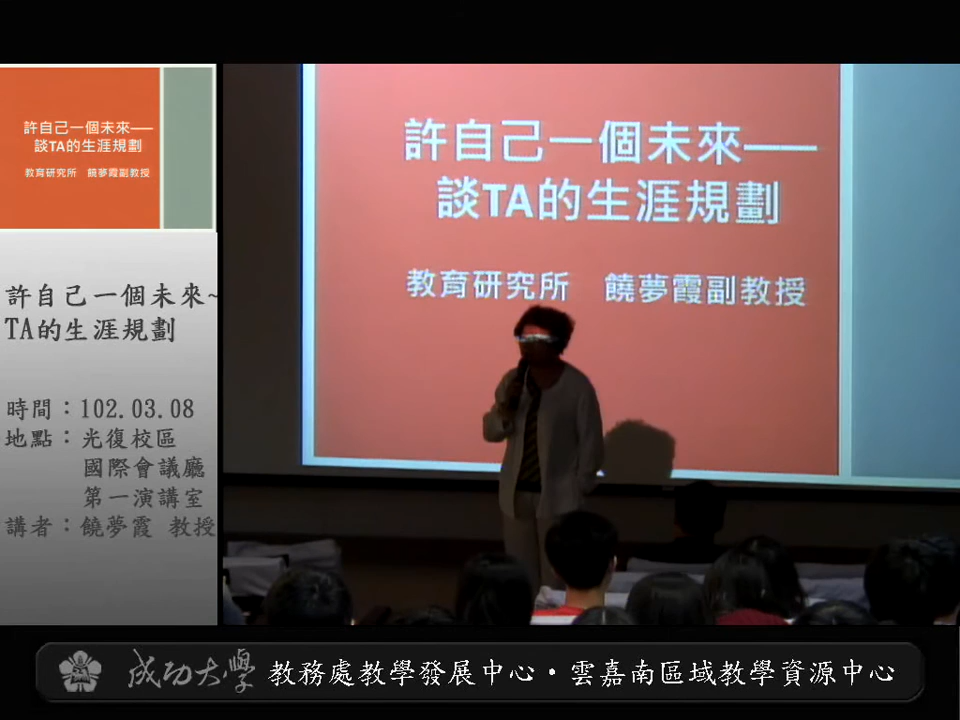 許自己一個未來——
談TA的生涯規劃
教育研究所 饒夢霞副教授
許自己一個未來~
TA的生涯規劃
時間：102.03.08
地點：光復校區
國際會議廳
第一演講室
講者：饒夢霞 教授
許自己一個未來——
談TA的生涯規劃
教育研究所 饒夢霞副教授
成功大學 教務處教學發展中心・雲嘉南區域教學資源中心